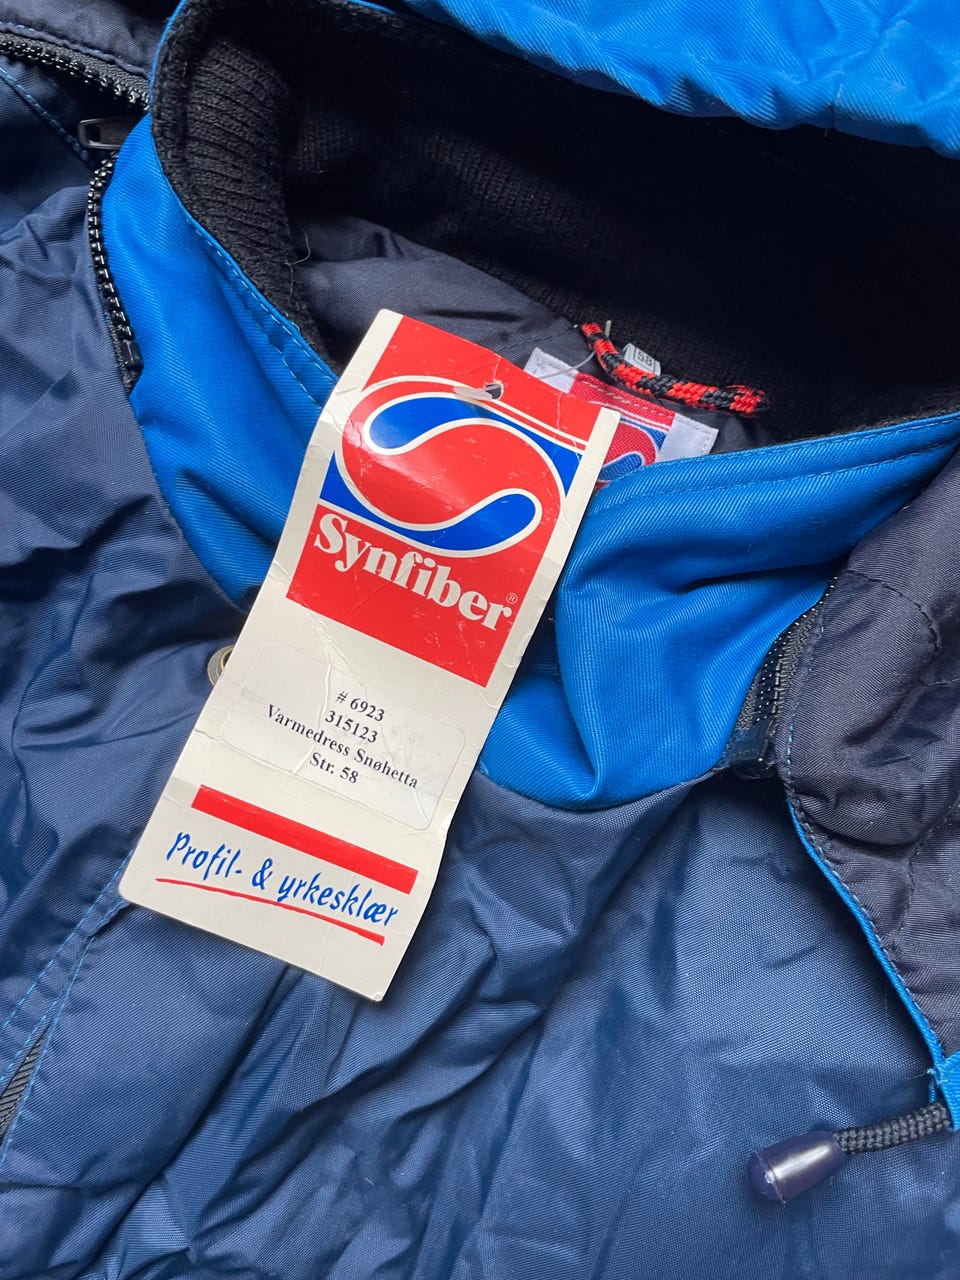 58
Synfiber®
# 6923
315123
Varmedress Snøhetta
Str. 58
Profil- & yrkesklær